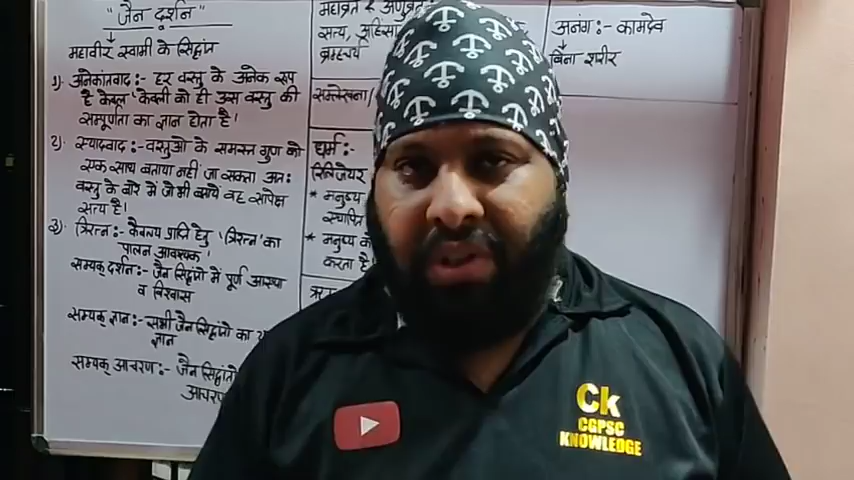 "जैन दर्शन"
महावीर स्वामी के सिद्धांत
1) अनेकांतवाद:- हर वस्तु के अनेक रूप
है केवल 'केवली' को ही उस वस्तु की
सम्पूर्णता का ज्ञान होता है।
2) स्यादवाद:- वस्तुओ के समस्त गुण को
एक साथ बताया नहीं जा सकता अतः
वस्तु के बारे में जो भी बतायें वह सापेक्ष
सत्य है।
3) त्रिरत्न:- कैवल्य प्राप्ति हेतु 'त्रिरत्न' का
पालन आवश्यक।
सम्यक् दर्शन:- जैन सिद्धांतो में पूर्ण आस्था
व विश्वास
सम्यक् ज्ञान:- सभी जैन सिद्धांतो का
ज्ञान
सम्यक् आचरण:- जैन सिद्धांतो
महाव्रत
सत्य, अहिंसा
ब्रम्हचर्य
सल्लेखना
धर्म:-
रिलिजियर
* मनुष्य
* मनुष्य को
करता है
अनंग:- कामदेव
बिना शरीर
Ck
CGPSC
KNOWLEDGE